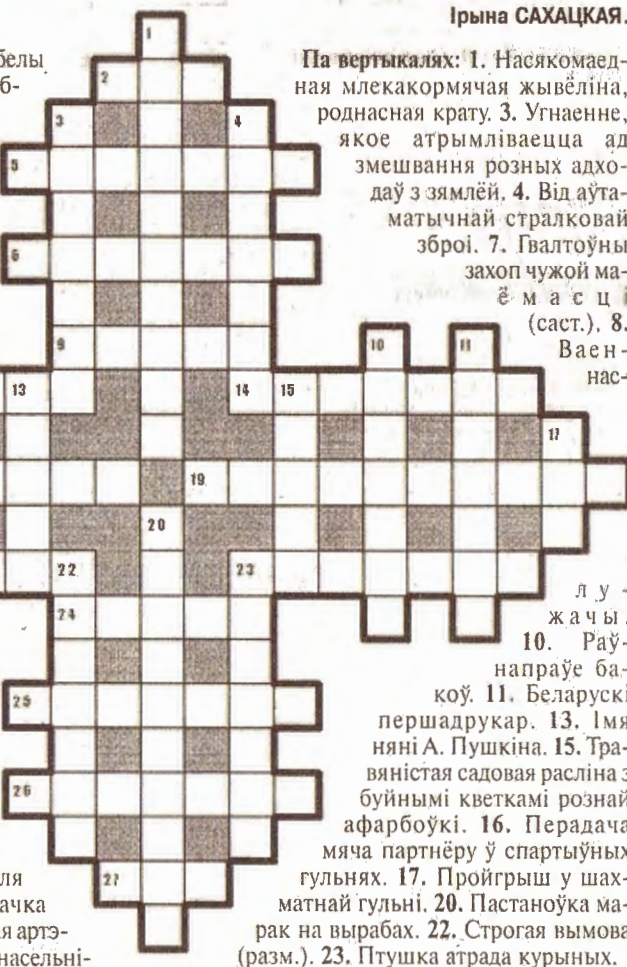 Ірына САХАЦКАЯ.
белы
б-
Па вертыкалях: 1. Насякомаед-
ная млекакормячая жывёліна,
роднасная крату. 3. Угнаенне,
якое атрымліваецца ад
змешвання розных адхо-
даў з зямлёй. 4. Від аўта-
матычнай стралковай
зброі. 7. Гвалтоўны
захоп чужой ма-
ёмасці
(саст.). 8.
Ваен-
нас-
1
2
3 4
5
6
9 10 11
13 14 15
17
19
20
22 23
24
25
26
27
лу-
жачы.
10. Раў-
напраўе ба-
коў. 11. Беларускі
першадрукар. 13. Імя
няні А. Пушкіна. 15. Тра-
вяністая садовая расліна з
буйнымі кветкамі рознай
афарбоўкі. 16. Перадача
мяча партнёру ў спартыўных
гульнях. 17. Пройгрыш у шах-
матнай гульні. 20. Пастаноўка ма-
рак на вырабах. 22. Строгая вымова
(разм.). 23. Птушка атрада курыных.
ля
ачка
ая артэ-
насельні-